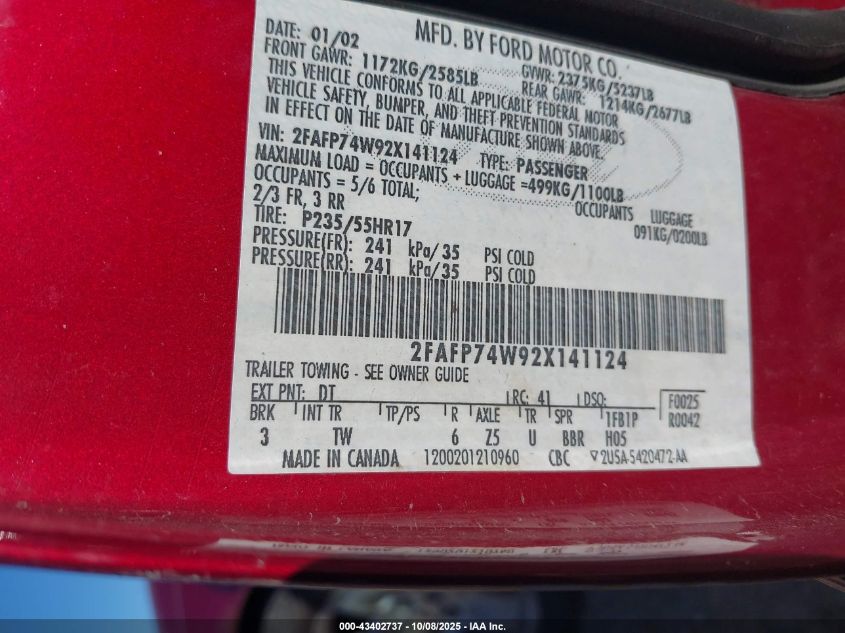 DATE: 01/02 MFD. BY FORD MOTOR CO.
FRONT GAWR: 1172KG/2585LB GVWR: 2375KG/5237LB
REAR GAWR: 1214KG/2677LB
THIS VEHICLE CONFORMS TO ALL APPLICABLE FEDERAL MOTOR
VEHICLE SAFETY, BUMPER, AND THEFT PREVENTION STANDARDS
IN EFFECT ON THE DATE OF MANUFACTURE SHOWN ABOVE.
VIN: 2FAFP74W92X141124 TYPE: PASSENGER
MAXIMUM LOAD = OCCUPANTS + LUGGAGE =499KG/1100LB
OCCUPANTS = 5/6 TOTAL; OCCUPANTS LUGGAGE
2/3 FR, 3 RR 091KG/0200LB
TIRE: P235/55HR17
PRESSURE(FR): 241 kPa/35 PSI COLD
PRESSURE(RR): 241 kPa/35 PSI COLD
2FAFP74W92X141124
TRAILER TOWING - SEE OWNER GUIDE
EXT PNT: DT RC: 41 DSO: F0025
BRK INT TR TP/PS R AXLE TR SPR 1FB1P R0042
3 TW 6 Z5 U BBR H05
MADE IN CANADA 1200201210960 CBC 2U5A-5420472-AA
000-43402737 - 10/08/2025 - IAA Inc.